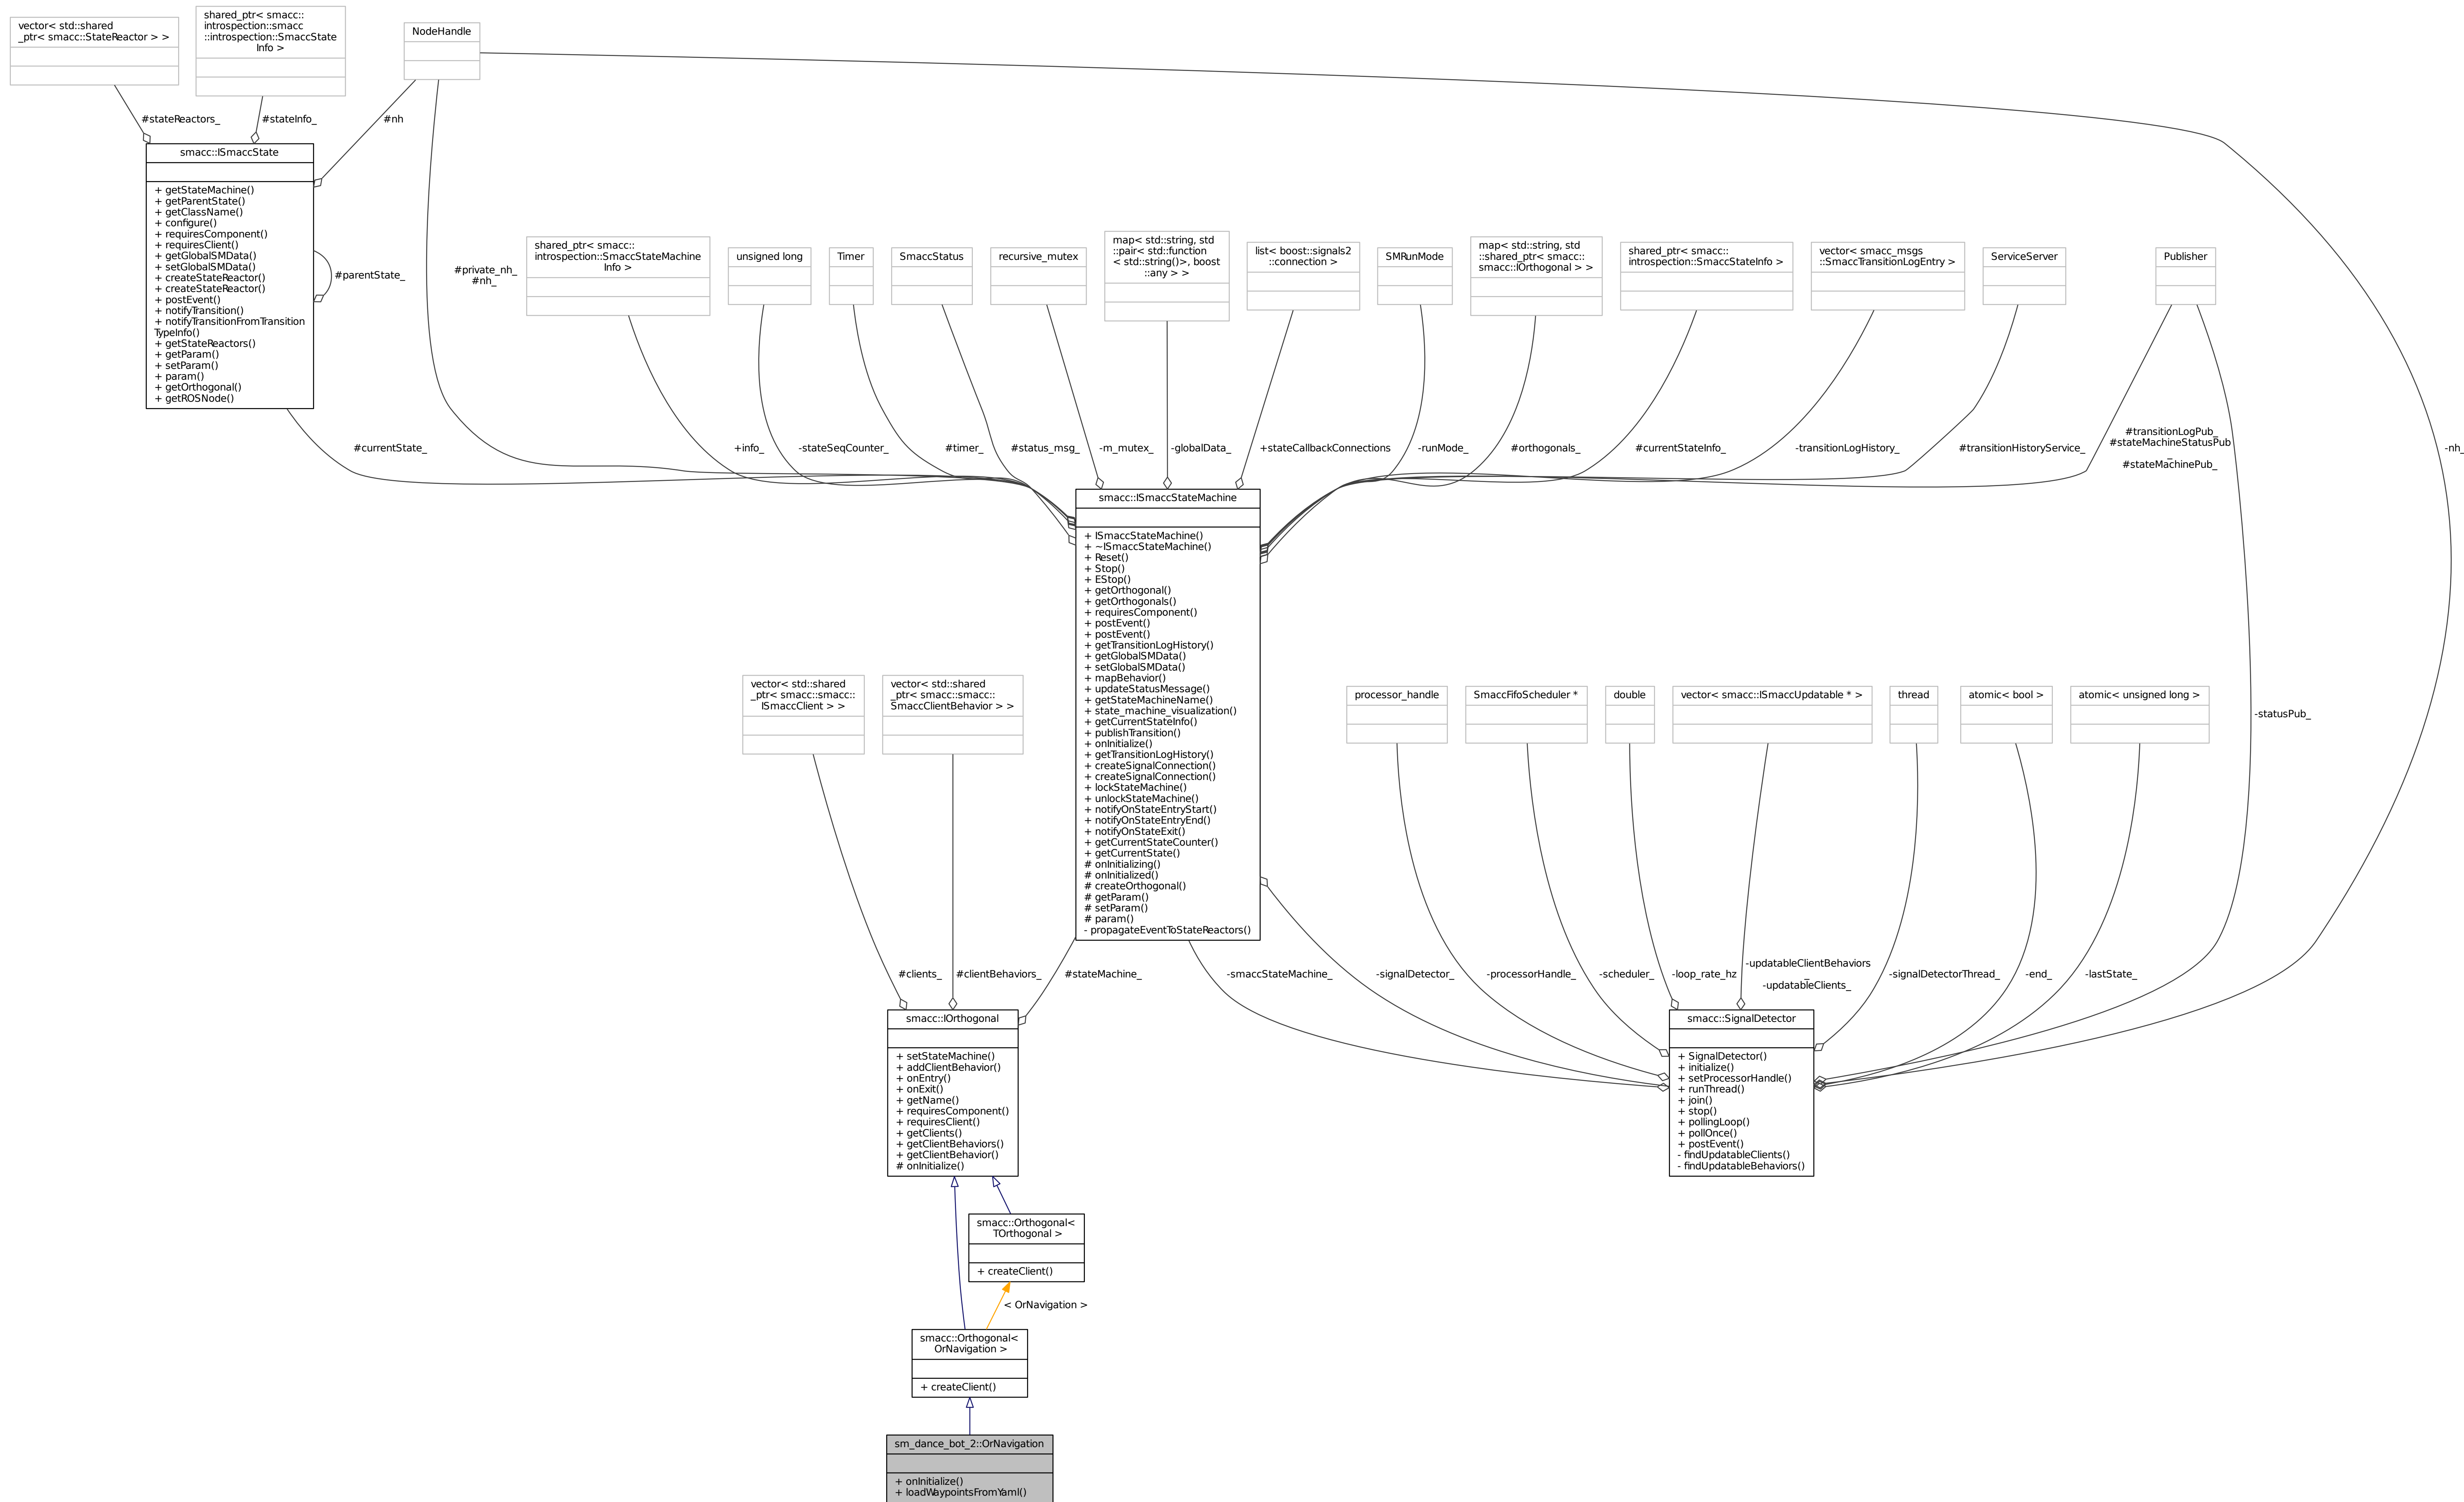 vector< std::shared
_ptr< smacc::StateReactor > >
shared_ptr< smacc::
introspection::smacc
::introspection::SmaccState
Info >
NodeHandle
#stateReactors_
#stateInfo_
#nh
smacc::ISmaccState
+ getStateMachine()
+ getParentState()
+ getClassName()
+ configure()
+ requiresComponent()
+ requiresClient()
+ getGlobalSMData()
+ setGlobalSMData()
+ createStateReactor()
+ createStateReactor()
+ postEvent()
+ notifyTransition()
+ notifyTransitionFromTransition
TypeInfo()
+ getStateReactors()
+ getParam()
+ setParam()
+ param()
+ getOrthogonal()
+ getROSNode()
#parentState_
#private_nh_
#nh_
shared_ptr< smacc::
introspection::SmaccStateMachine
Info >
unsigned long
Timer
SmaccStatus
recursive_mutex
map< std::string, std
::pair< std::function
< std::string()>, boost
::any > >
list< boost::signals2
::connection >
SMRunMode
map< std::string, std
::shared_ptr< smacc::
smacc::IOrthogonal > >
shared_ptr< smacc::
introspection::SmaccStateInfo >
vector< smacc_msgs
::SmaccTransitionLogEntry >
ServiceServer
Publisher
#currentState_
+info_
-stateSeqCounter_
#timer_
#status_msg_
-m_mutex_
-globalData_
+stateCallbackConnections
-runMode_
#orthogonals_
#currentStateInfo_
-transitionLogHistory_
#transitionHistoryService_
#transitionLogPub_
#stateMachineStatusPub
_
#stateMachinePub_
-nh_
smacc::ISmaccStateMachine
+ ISmaccStateMachine()
+ ~ISmaccStateMachine()
+ Reset()
+ Stop()
+ EStop()
+ getOrthogonal()
+ getOrthogonals()
+ requiresComponent()
+ postEvent()
+ postEvent()
+ getTransitionLogHistory()
+ getGlobalSMData()
+ setGlobalSMData()
+ mapBehavior()
+ updateStatusMessage()
+ getStateMachineName()
+ state_machine_visualization()
+ getCurrentStateInfo()
+ publishTransition()
+ onInitialize()
+ getTransitionLogHistory()
+ createSignalConnection()
+ createSignalConnection()
+ lockStateMachine()
+ unlockStateMachine()
+ notifyOnStateEntryStart()
+ notifyOnStateEntryEnd()
+ notifyOnStateExit()
+ getCurrentStateCounter()
+ getCurrentState()
# onInitializing()
# onInitialized()
# createOrthogonal()
# getParam()
# setParam()
# param()
- propagateEventToStateReactors()
vector< std::shared
_ptr< smacc::smacc::
ISmaccClient > >
vector< std::shared
_ptr< smacc::smacc::
SmaccClientBehavior > >
processor_handle
SmaccFifoScheduler *
double
vector< smacc::ISmaccUpdatable * >
thread
atomic< bool >
atomic< unsigned long >
-statusPub_
#clients_
#clientBehaviors_
#stateMachine_
-smaccStateMachine_
-signalDetector_
-processorHandle_
-scheduler_
-loop_rate_hz
-updatableClientBehaviors
_
-updatableClients_
-signalDetectorThread_
-end_
-lastState_
smacc::IOrthogonal
+ setStateMachine()
+ addClientBehavior()
+ onEntry()
+ onExit()
+ getName()
+ requiresComponent()
+ requiresClient()
+ getClients()
+ getClientBehaviors()
+ getClientBehavior()
# onInitialize()
smacc::SignalDetector
+ SignalDetector()
+ initialize()
+ setProcessorHandle()
+ runThread()
+ join()
+ stop()
+ pollingLoop()
+ pollOnce()
+ postEvent()
- findUpdatableClients()
- findUpdatableBehaviors()
smacc::Orthogonal<
TOrthogonal >
+ createClient()
< OrNavigation >
smacc::Orthogonal<
OrNavigation >
+ createClient()
sm_dance_bot_2::OrNavigation
+ onInitialize()
+ loadWaypointsFromYaml()